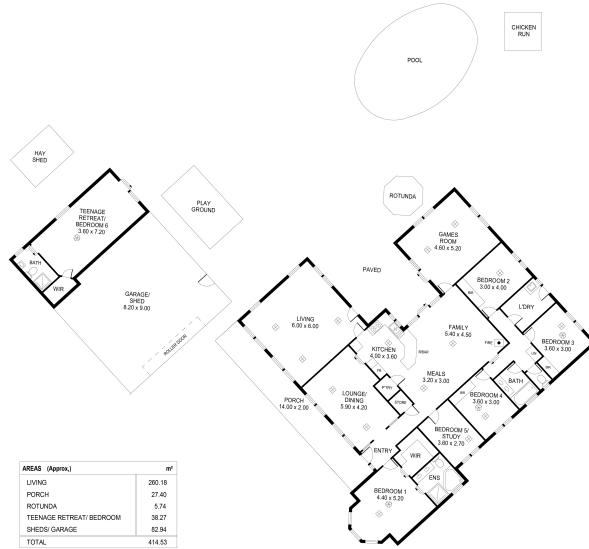 CHICKEN
RUN
POOL
HAY
SHED
PLAY
GROUND
ROTUNDA
TEENAGE
RETREAT/
BEDROOM 6
3.60 x 7.20
BATH
WIR
GARAGE/
SHED
8.20 x 9.00
ROLLER DOOR
GAMES
ROOM
4.60 x 5.20
PAVED
BEDROOM 2
3.00 x 4.00
L'DRY
LIVING
6.00 x 6.00
FAMILY
5.40 x 4.50
FIRE
BEDROOM 3
3.60 x 3.00
KITCHEN
4.00 x 3.60
P'TRY
STORE
MEALS
3.20 x 3.00
BATH
BEDROOM 4
3.60 x 3.00
LOUNGE/
DINING
5.90 x 4.20
PORCH
14.00 x 2.00
BEDROOM 5/
STUDY
3.80 x 2.70
ENTRY
WIR
ENS
BEDROOM 1
4.40 x 5.20
AREAS (Approx,) m²
LIVING 260.18
PORCH 27.40
ROTUNDA 5.74
TEENAGE RETREAT/ BEDROOM 38.27
SHEDS/ GARAGE 82.94
TOTAL 414.53